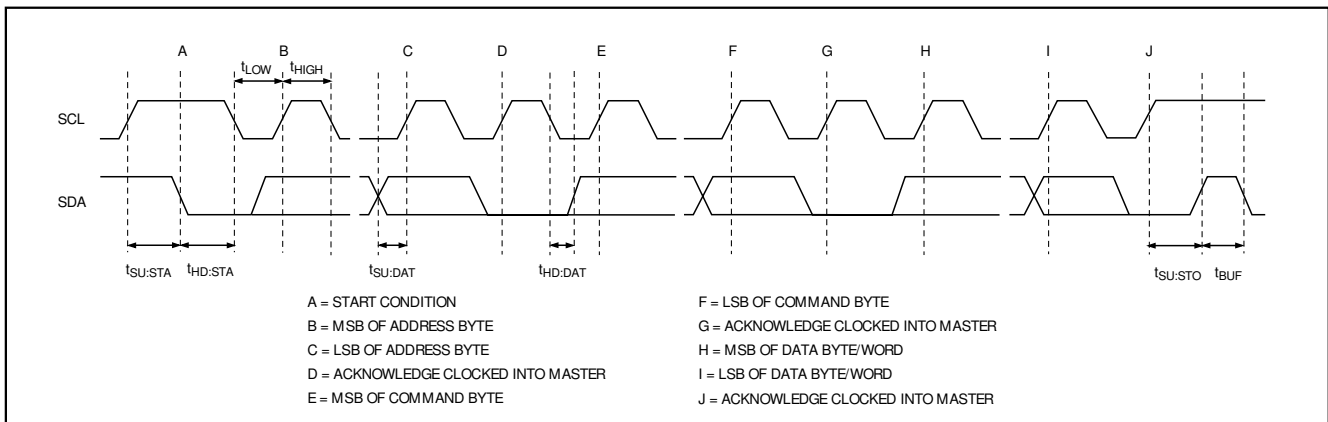 A B C D E F G H I J
tLOW tHIGH
SCL
SDA
tSU:STA tHD:STA tSU:DAT tHD:DAT tSU:STO tBUF
A = START CONDITION
B = MSB OF ADDRESS BYTE
C = LSB OF ADDRESS BYTE
D = ACKNOWLEDGE CLOCKED INTO MASTER
E = MSB OF COMMAND BYTE
F = LSB OF COMMAND BYTE
G = ACKNOWLEDGE CLOCKED INTO MASTER
H = MSB OF DATA BYTE/WORD
I = LSB OF DATA BYTE/WORD
J = ACKNOWLEDGE CLOCKED INTO MASTER